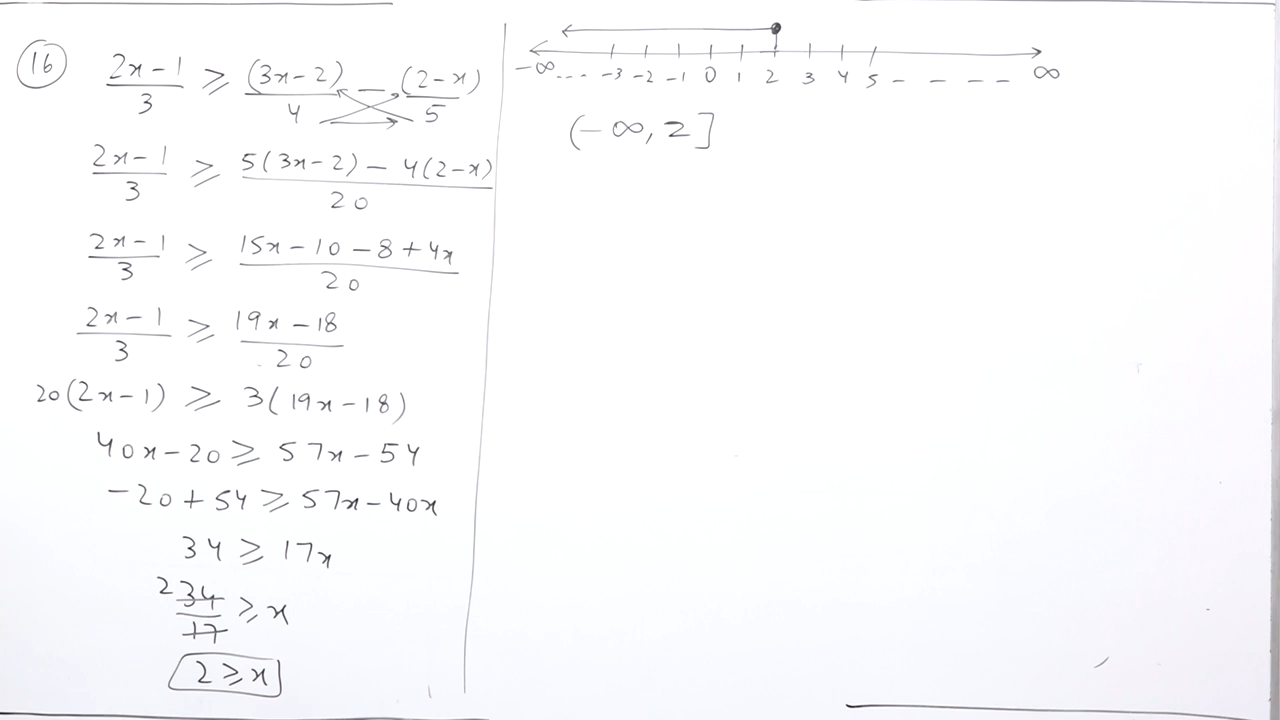 16
(2x-1)/3 ≥ (3x-2)/4 - (2-x)/5
(2x-1)/3 ≥ (5(3x-2) - 4(2-x))/20
(2x-1)/3 ≥ (15x-10-8+4x)/20
(2x-1)/3 ≥ (19x-18)/20
20(2x-1) ≥ 3(19x-18)
40x-20 ≥ 57x-54
-20+54 ≥ 57x-40x
34 ≥ 17x
2 34/17 ≥ x
2 ≥ x
-∞... -3 -2 -1 0 1 2 3 4 5 - - - - ∞
(-∞, 2]